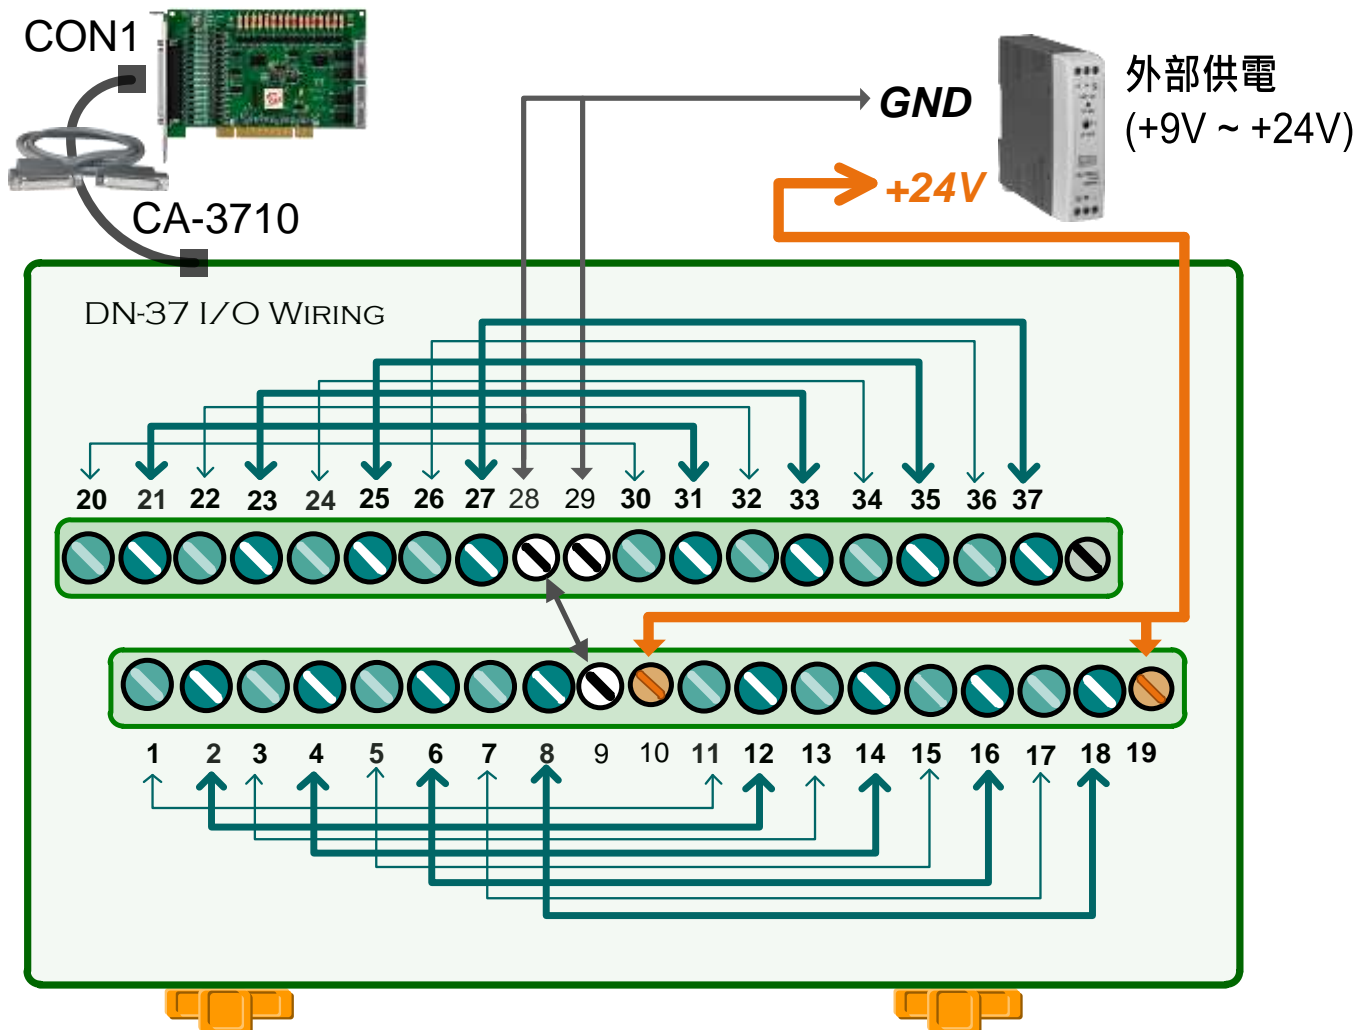 CON1
外部供電
(+9V ~ +24V)
GND
+24V
CA-3710
DN-37 I/O WIRING
20 21 22 23 24 25 26 27 28 29 30 31 32 33 34 35 36 37
1 2 3 4 5 6 7 8 9 10 11 12 13 14 15 16 17 18 19